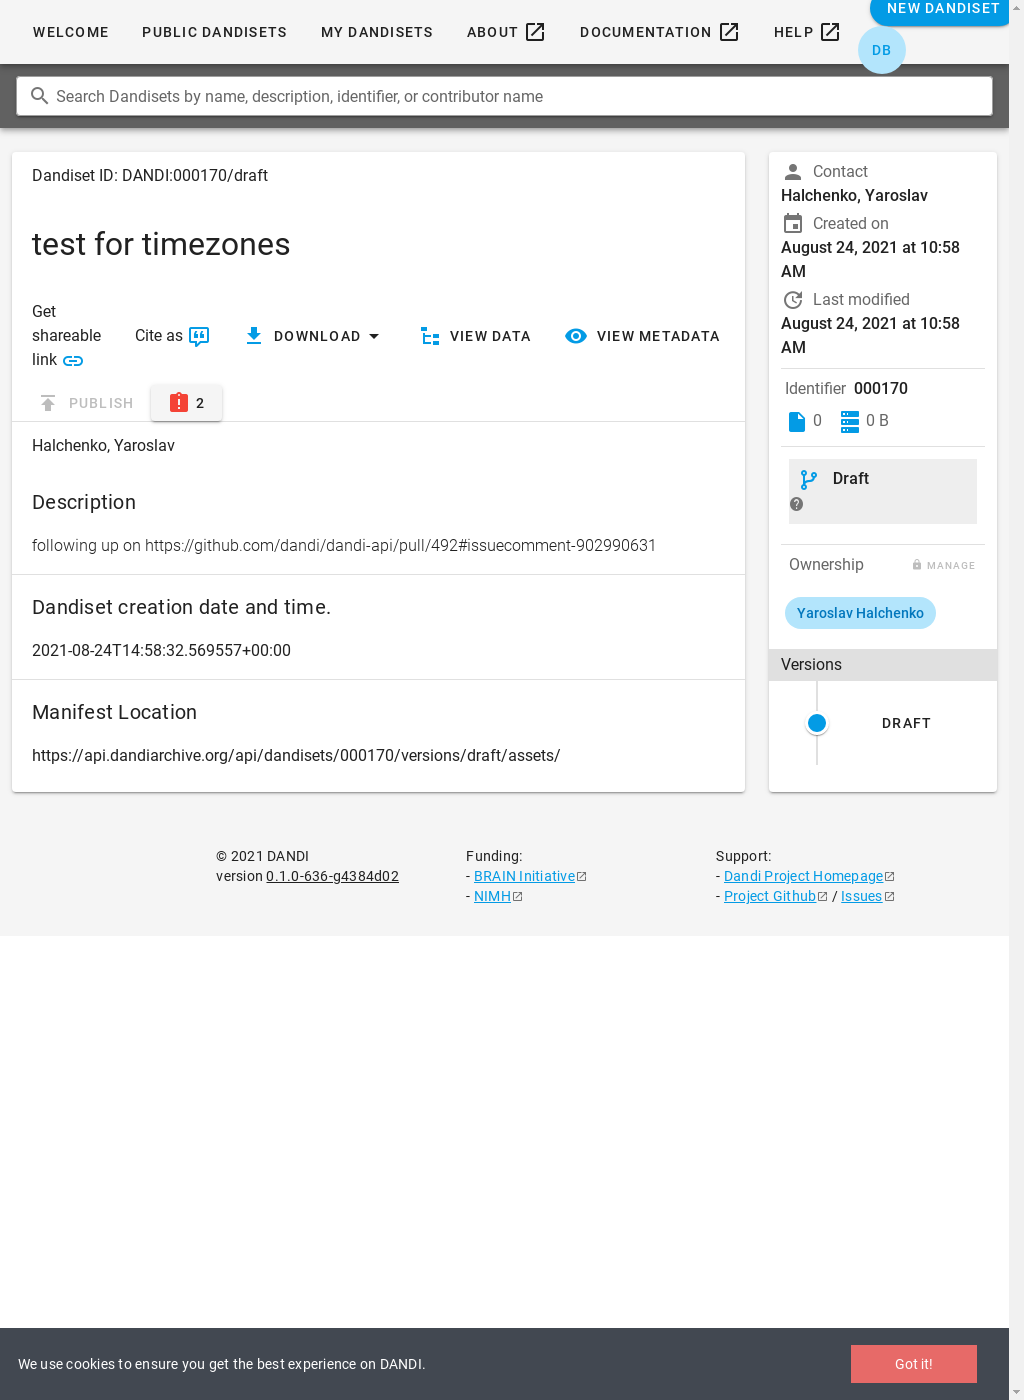 WELCOME PUBLIC DANDISETS MY DANDISETS ABOUT DOCUMENTATION HELP NEW DANDISET
DB
Search Dandisets by name, description, identifier, or contributor name
Dandiset ID: DANDI:000170/draft
test for timezones
Get
shareable
link
Cite as
DOWNLOAD
VIEW DATA
VIEW METADATA
PUBLISH
2
Halchenko, Yaroslav
Description
following up on https://github.com/dandi/dandi-api/pull/492#issuecomment-902990631
Dandiset creation date and time.
2021-08-24T14:58:32.569557+00:00
Manifest Location
https://api.dandiarchive.org/api/dandisets/000170/versions/draft/assets/
Contact
Halchenko, Yaroslav
Created on
August 24, 2021 at 10:58
AM
Last modified
August 24, 2021 at 10:58
AM
Identifier 000170
0 0 B
Draft
Ownership MANAGE
Yaroslav Halchenko
Versions
DRAFT
© 2021 DANDI
version 0.1.0-636-g4384d02
Funding:
- BRAIN Initiative
- NIMH
Support:
- Dandi Project Homepage
- Project Github / Issues
We use cookies to ensure you get the best experience on DANDI.
Got it!